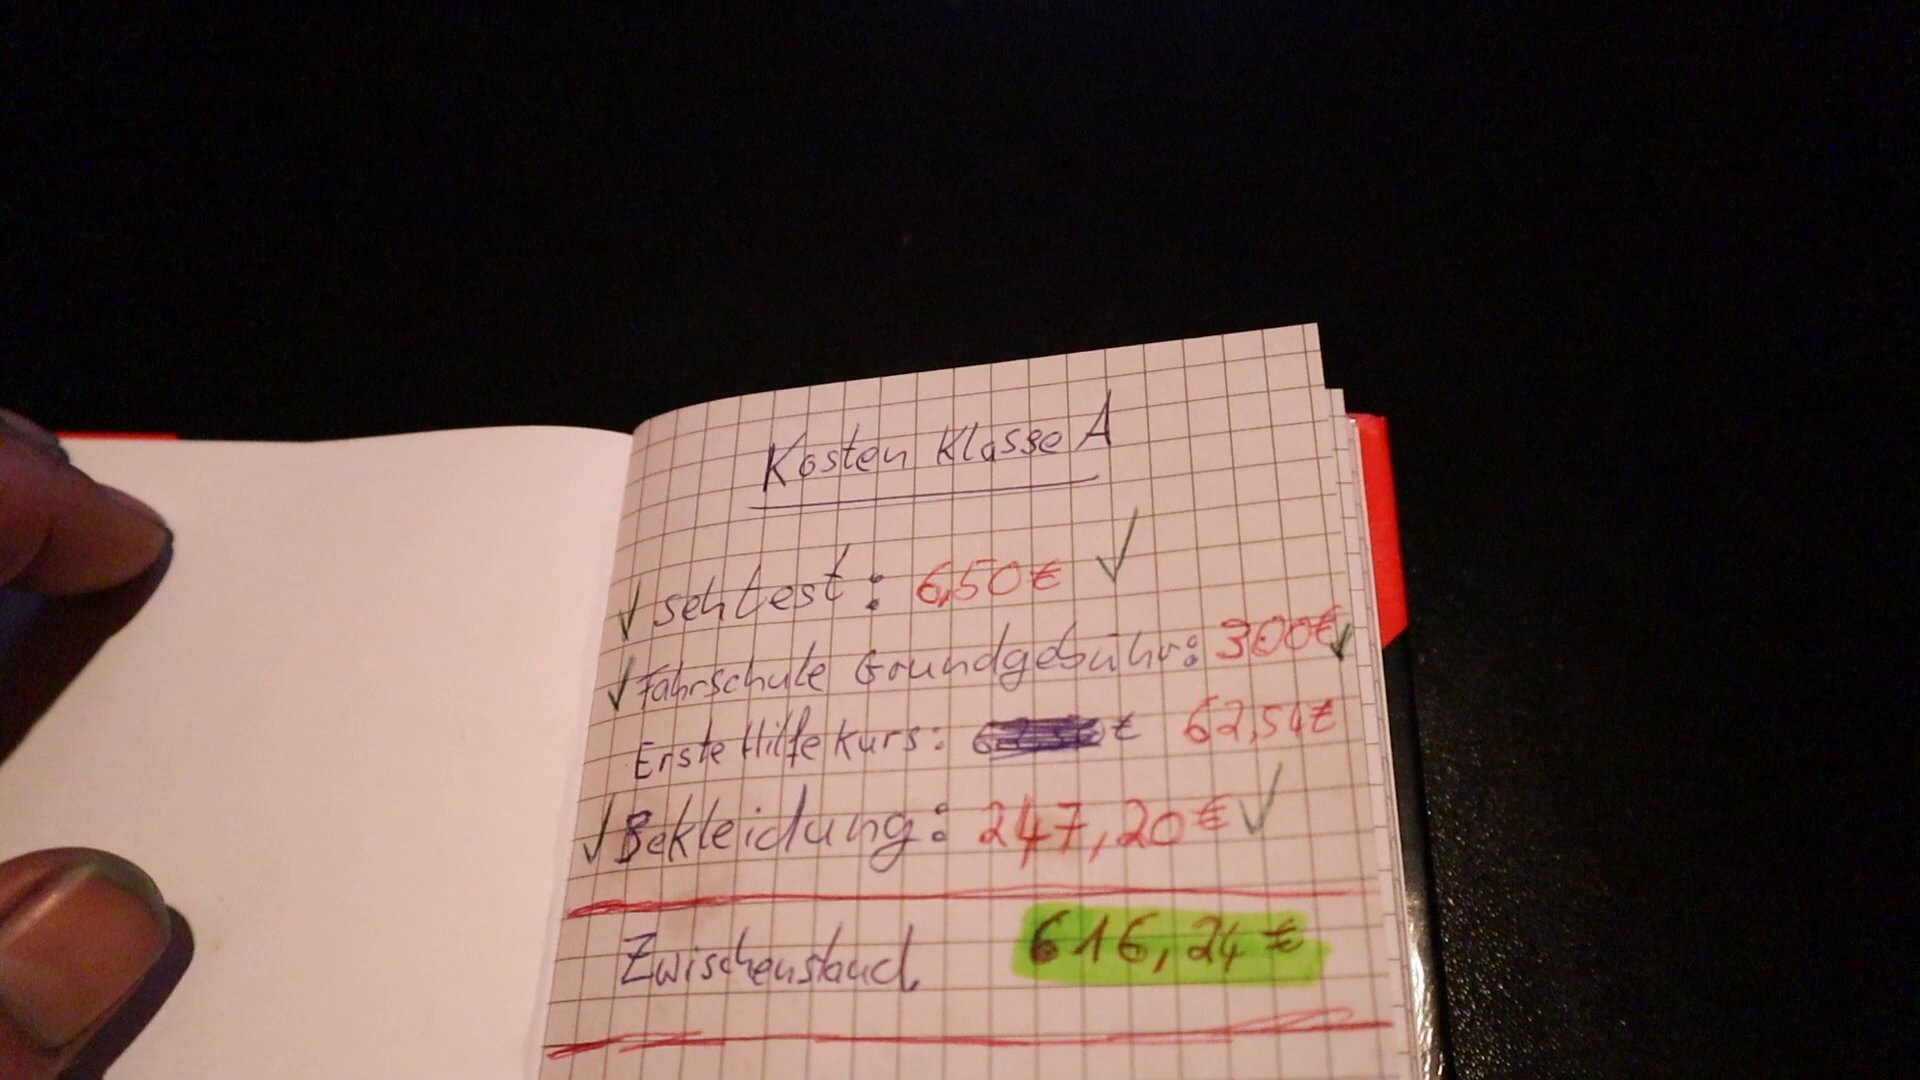 Kosten Klasse A
✓ sehtest: 6,50€ ✓
✓ Fahrschule Grundgebühr: 300€ ✓
Erste Hilfe kurs: € 62,54€
✓ Bekleidung: 247,20€ ✓
Zwischenstand 616,24€